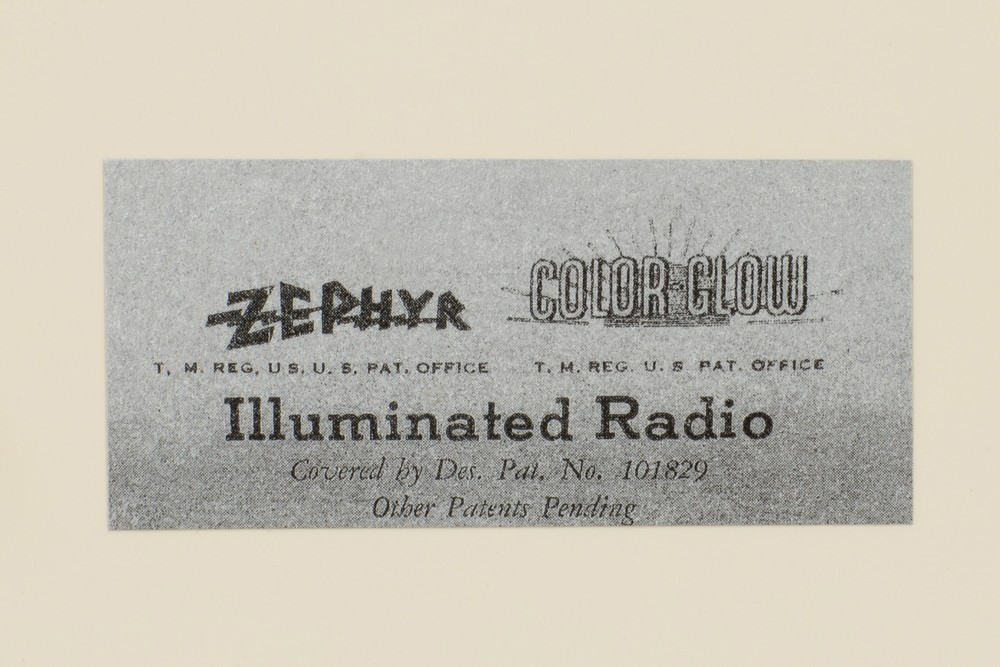 ZEPHYR COLOR-GLOW
T. M. REG. U S. U. S. PAT. OFFICE T. M. REG. U. S PAT. OFFICE
Illuminated Radio
Covered by Des. Pat. No. 101829
Other Patents Pending